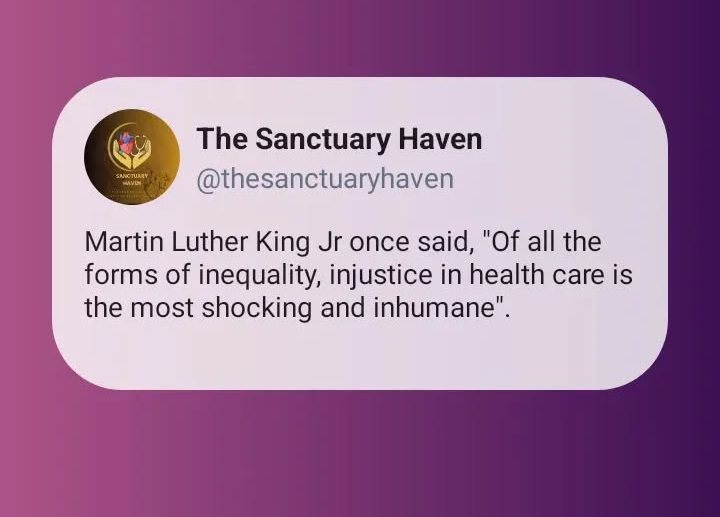 SANCTUARY
HAVEN
The Sanctuary Haven
@thesanctuaryhaven
Martin Luther King Jr once said, "Of all the
forms of inequality, injustice in health care is
the most shocking and inhumane".